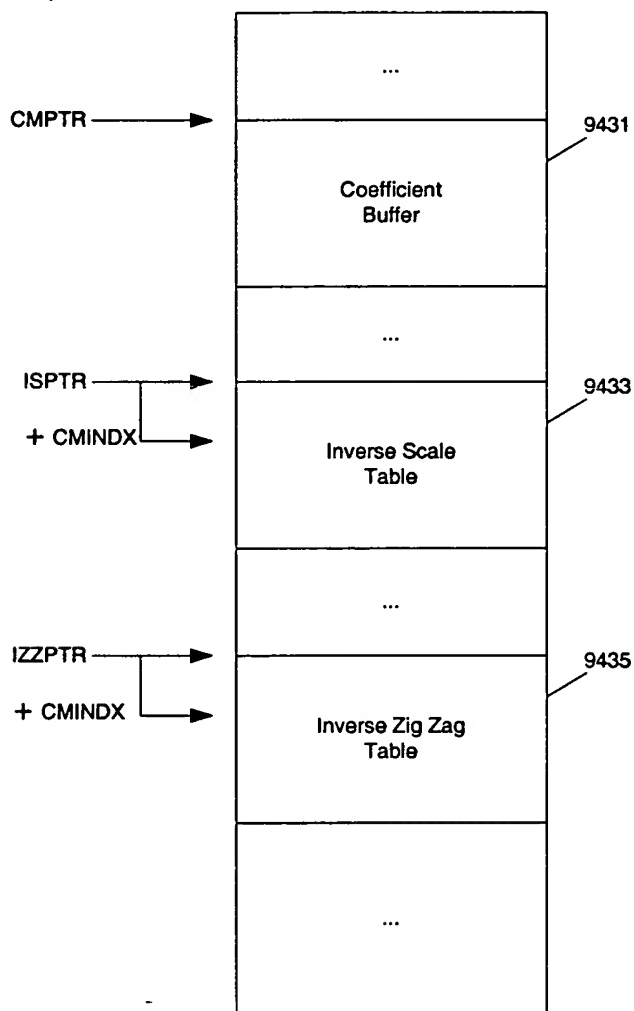 ...
CMPTR
9431
Coefficient
Buffer
...
ISPTR
9433
+ CMINDX
Inverse Scale
Table
...
IZZPTR
9435
+ CMINDX
Inverse Zig Zag
Table
...